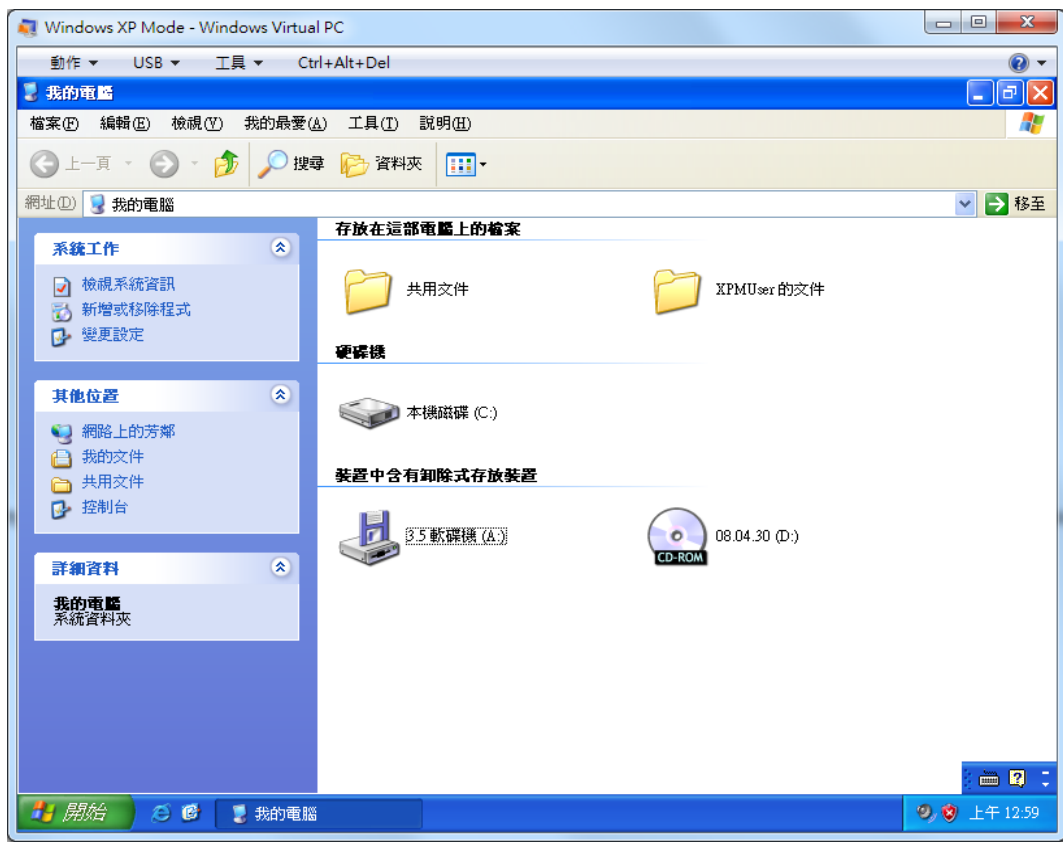 Windows XP Mode - Windows Virtual PC
動作 USB 工具 Ctrl+Alt+Del
我的電腦
檔案(F) 編輯(E) 檢視(V) 我的最愛(A) 工具(T) 說明(H)
上一頁 搜尋 資料夾
網址(D) 我的電腦 移至
系統工作
檢視系統資訊
新增或移除程式
變更設定
其他位置
網路上的芳鄰
我的文件
共用文件
控制台
詳細資料
我的電腦
系統資料夾
存放在這部電腦上的檔案
共用文件 XPMUser 的文件
硬碟機
本機磁碟 (C:)
裝置中含有卸除式存放裝置
3.5 軟碟機 (A:) 08.04.30 (D:)
CD-ROM
開始 我的電腦 上午 12:59